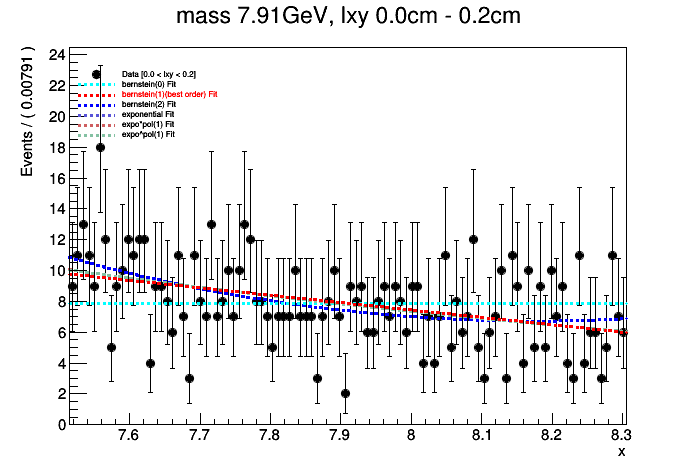 mass 7.91GeV, lxy 0.0cm - 0.2cm
Events / ( 0.00791 )
24
22
20
18
16
14
12
10
8
6
4
2
0
Data [0.0 < lxy < 0.2]
bernstein(0) Fit
bernstein(1)(best order) Fit
bernstein(2) Fit
exponential Fit
expo*pol(1) Fit
expo^pol(1) Fit
7.6 7.7 7.8 7.9 8 8.1 8.2 8.3
x